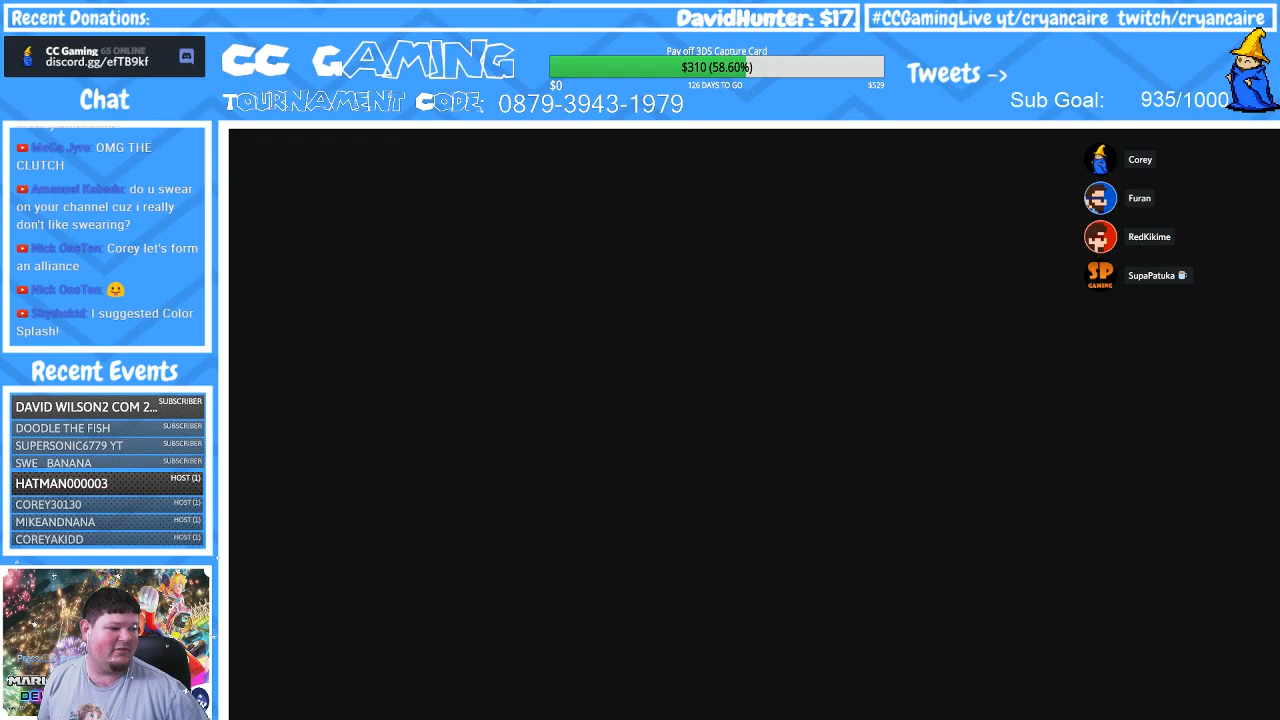 Recent Donations:
DavidHunter: $17.
#CCGamingLive yt/cryancaire twitch/cryancaire
CC Gaming 65 ONLINE
discord.gg/efTB9kf
CC GAMING
Pay off 3DS Capture Card
$310 (58.60%)
$0
126 DAYS TO GO
$529
TOURNAMENT CODE: 0879-3943-1979
Tweets ->
Sub Goal: 935/1000
Chat
MoGa Jyro: OMG THE
CLUTCH
Amanuel Kebadu: do u swear
on your channel cuz i really
don't like swearing?
Nick OneTen: Corey let's form
an alliance
Nick OneTen:
Skythekid: I suggested Color
Splash!
Corey
Furan
RedKikime
SP
GAMING
SupaPatuka
Recent Events
DAVID WILSON2 COM 2... SUBSCRIBER
DOODLE THE FISH SUBSCRIBER
SUPERSONIC6779 YT SUBSCRIBER
SWE BANANA SUBSCRIBER
HATMAN000003 HOST (1)
COREY30130 HOST (1)
MIKEANDNANA HOST (1)
COREYAKIDD HOST (1)